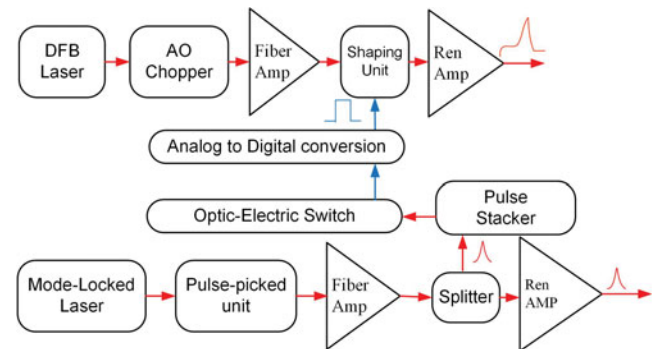 DFB
Laser
AO
Chopper
Fiber
Amp
Shaping
Unit
Ren
Amp
Analog to Digital conversion
Optic-Electric Switch
Pulse
Stacker
Mode-Locked
Laser
Pulse-picked
unit
Fiber
Amp
Splitter
Ren
AMP